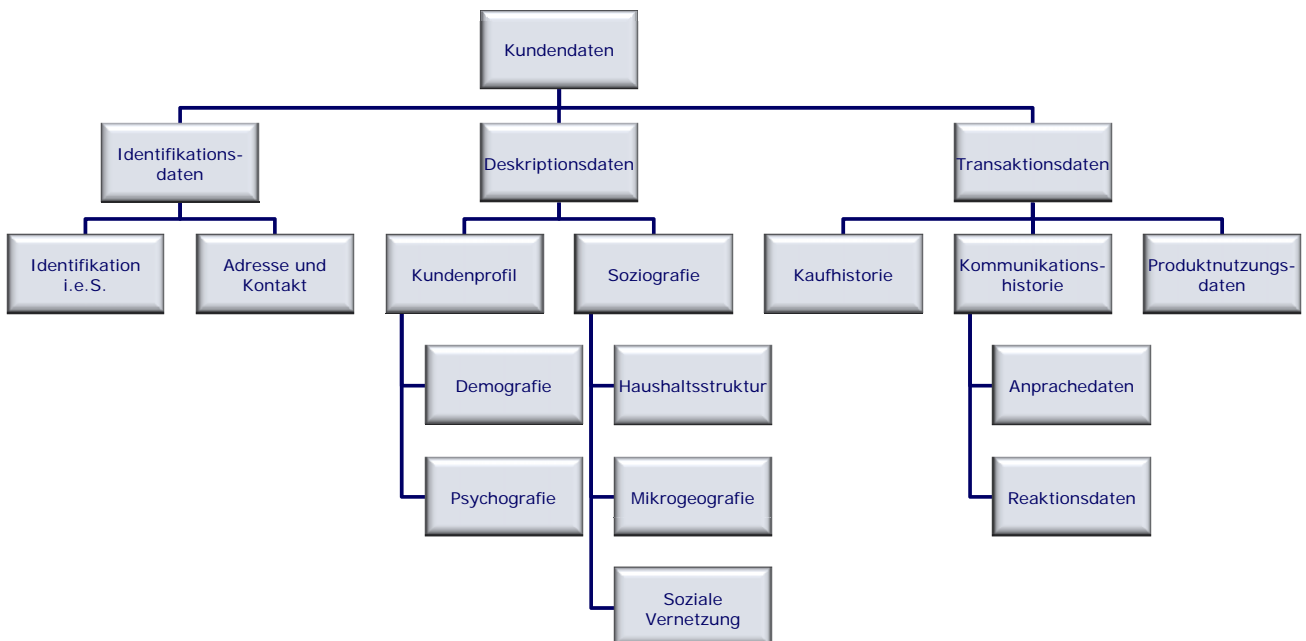 Kundendaten
Identifikations-
daten
Deskriptionsdaten
Transaktionsdaten
Identifikation
i.e.S.
Adresse und
Kontakt
Kundenprofil
Soziografie
Kaufhistorie
Kommunikations-
historie
Produktnutzungs-
daten
Demografie
Haushaltsstruktur
Anprachedaten
Psychografie
Mikrogeografie
Reaktionsdaten
Soziale
Vernetzung